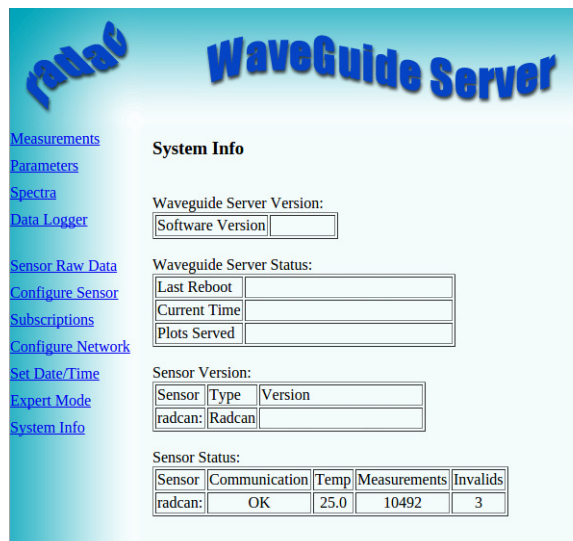 radac
WaveGuide Server
Measurements
Parameters
Spectra
Data Logger
Sensor Raw Data
Configure Sensor
Subscriptions
Configure Network
Set Date/Time
Expert Mode
System Info
System Info
Waveguide Server Version:
Software Version
Waveguide Server Status:
Last Reboot
Current Time
Plots Served
Sensor Version:
Sensor Type Version
radcan: Radcan
Sensor Status:
Sensor Communication Temp Measurements Invalids
radcan: OK 25.0 10492 3